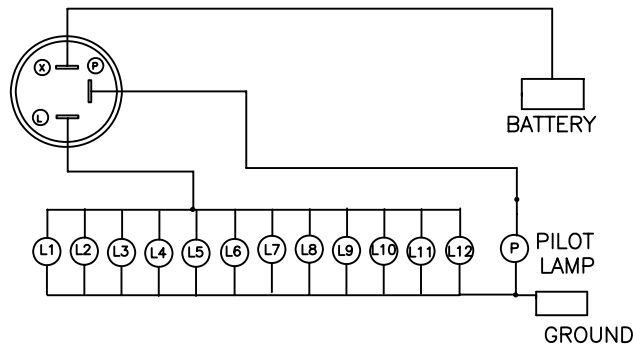 X
P
L
BATTERY
L1 L2 L3 L4 L5 L6 L7 L8 L9 L10 L11 L12
P
PILOT
LAMP
GROUND